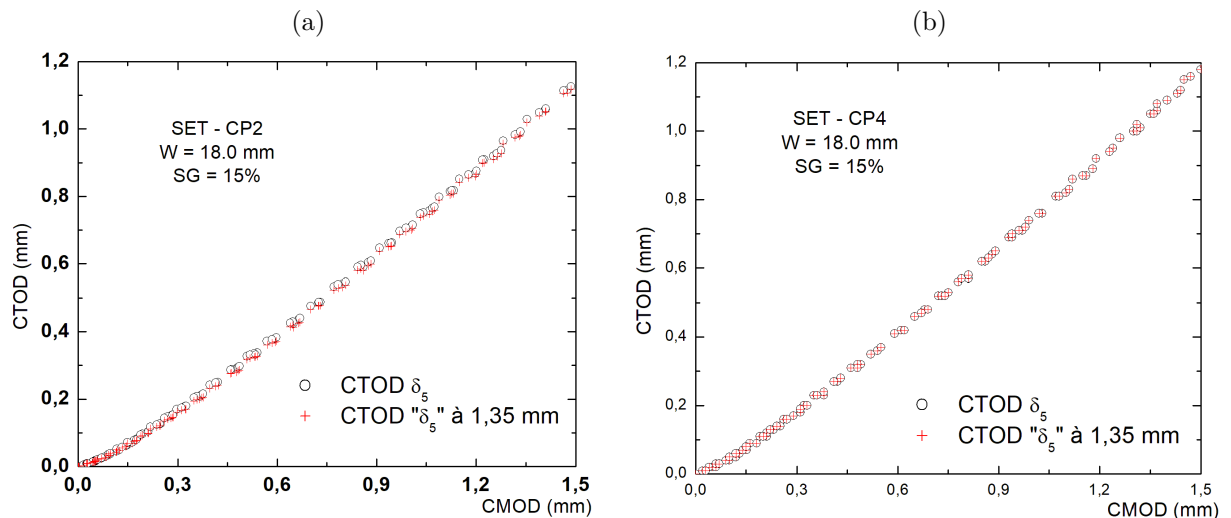 (a)
1,2
1,0
0,8
0,6
0,4
0,2
0,0
CTOD (mm)
SET - CP2
W = 18.0 mm
SG = 15%
CTOD δ₅
CTOD "δ₅" à 1,35 mm
0,0 0,3 0,6 0,9 1,2 1,5
CMOD (mm)
(b)
1,2
1,0
0,8
0,6
0,4
0,2
0,0
CTOD (mm)
SET - CP4
W = 18.0 mm
SG = 15%
CTOD δ₅
CTOD "δ₅" à 1,35 mm
0,0 0,3 0,6 0,9 1,2 1,5
CMOD (mm)